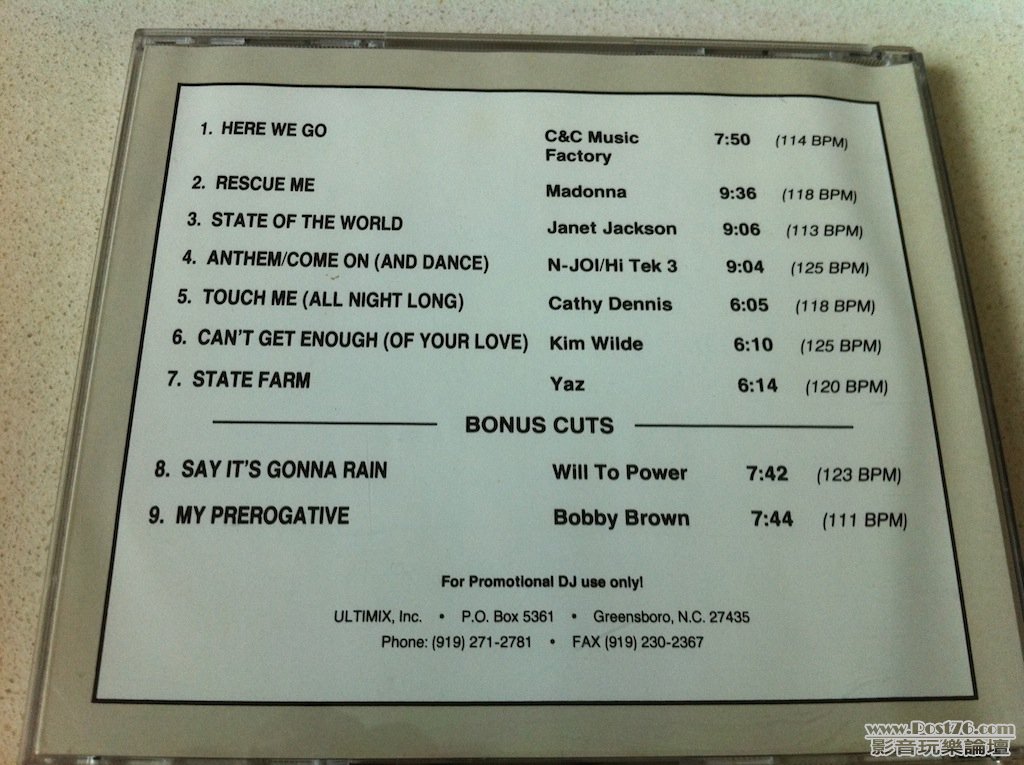 1. HERE WE GO C&C Music 7:50 (114 BPM)
Factory
2. RESCUE ME Madonna 9:36 (118 BPM)
3. STATE OF THE WORLD Janet Jackson 9:06 (113 BPM)
4. ANTHEM/COME ON (AND DANCE) N-JOI/Hi Tek 3 9:04 (125 BPM)
5. TOUCH ME (ALL NIGHT LONG) Cathy Dennis 6:05 (118 BPM)
6. CAN'T GET ENOUGH (OF YOUR LOVE) Kim Wilde 6:10 (125 BPM)
7. STATE FARM Yaz 6:14 (120 BPM)
BONUS CUTS
8. SAY IT'S GONNA RAIN Will To Power 7:42 (123 BPM)
9. MY PREROGATIVE Bobby Brown 7:44 (111 BPM)
For Promotional DJ use only!
ULTIMIX, Inc. • P.O. Box 5361 • Greensboro, N.C. 27435
Phone: (919) 271-2781 • FAX (919) 230-2367
www.Post76.com
影音玩樂論壇